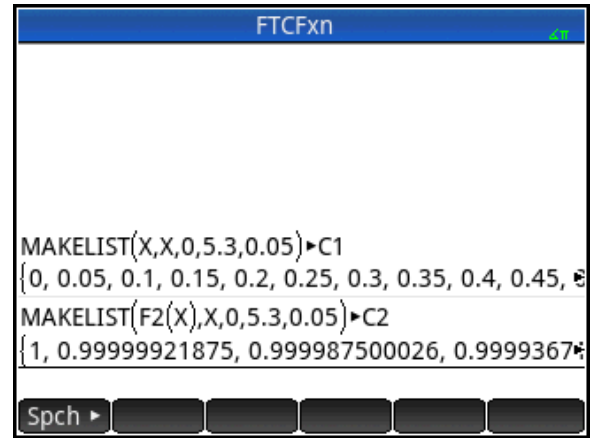 FTCFxn
∡π
MAKELIST(X,X,0,5.3,0.05)▶C1
{0, 0.05, 0.1, 0.15, 0.2, 0.25, 0.3, 0.35, 0.4, 0.45,
MAKELIST(F2(X),X,0,5.3,0.05)▶C2
{1, 0.99999921875, 0.999987500026, 0.9999367
Spch ▶